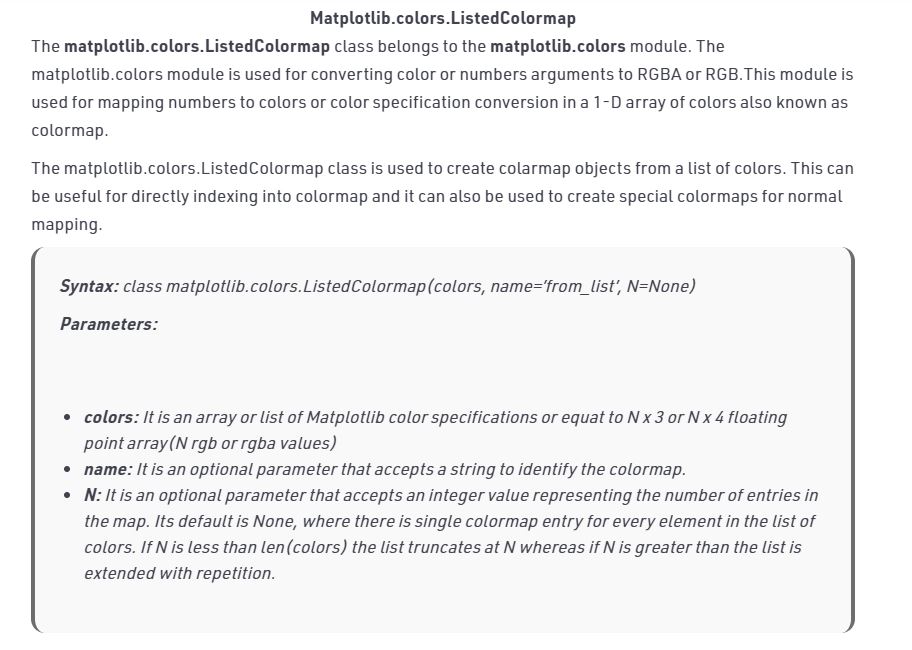 Matplotlib.colors.ListedColormap
The matplotlib.colors.ListedColormap class belongs to the matplotlib.colors module. The
matplotlib.colors module is used for converting color or numbers arguments to RGBA or RGB.This module is
used for mapping numbers to colors or color specification conversion in a 1-D array of colors also known as
colormap.
The matplotlib.colors.ListedColormap class is used to create colarmap objects from a list of colors. This can
be useful for directly indexing into colormap and it can also be used to create special colormaps for normal
mapping.
Syntax: class matplotlib.colors.ListedColormap(colors, name=’from_list’, N=None)
Parameters:
• colors: It is an array or list of Matplotlib color specifications or equat to N x 3 or N x 4 floating
point array(N rgb or rgba values)
• name: It is an optional parameter that accepts a string to identify the colormap.
• N: It is an optional parameter that accepts an integer value representing the number of entries in
the map. Its default is None, where there is single colormap entry for every element in the list of
colors. If N is less than len(colors) the list truncates at N whereas if N is greater than the list is
extended with repetition.